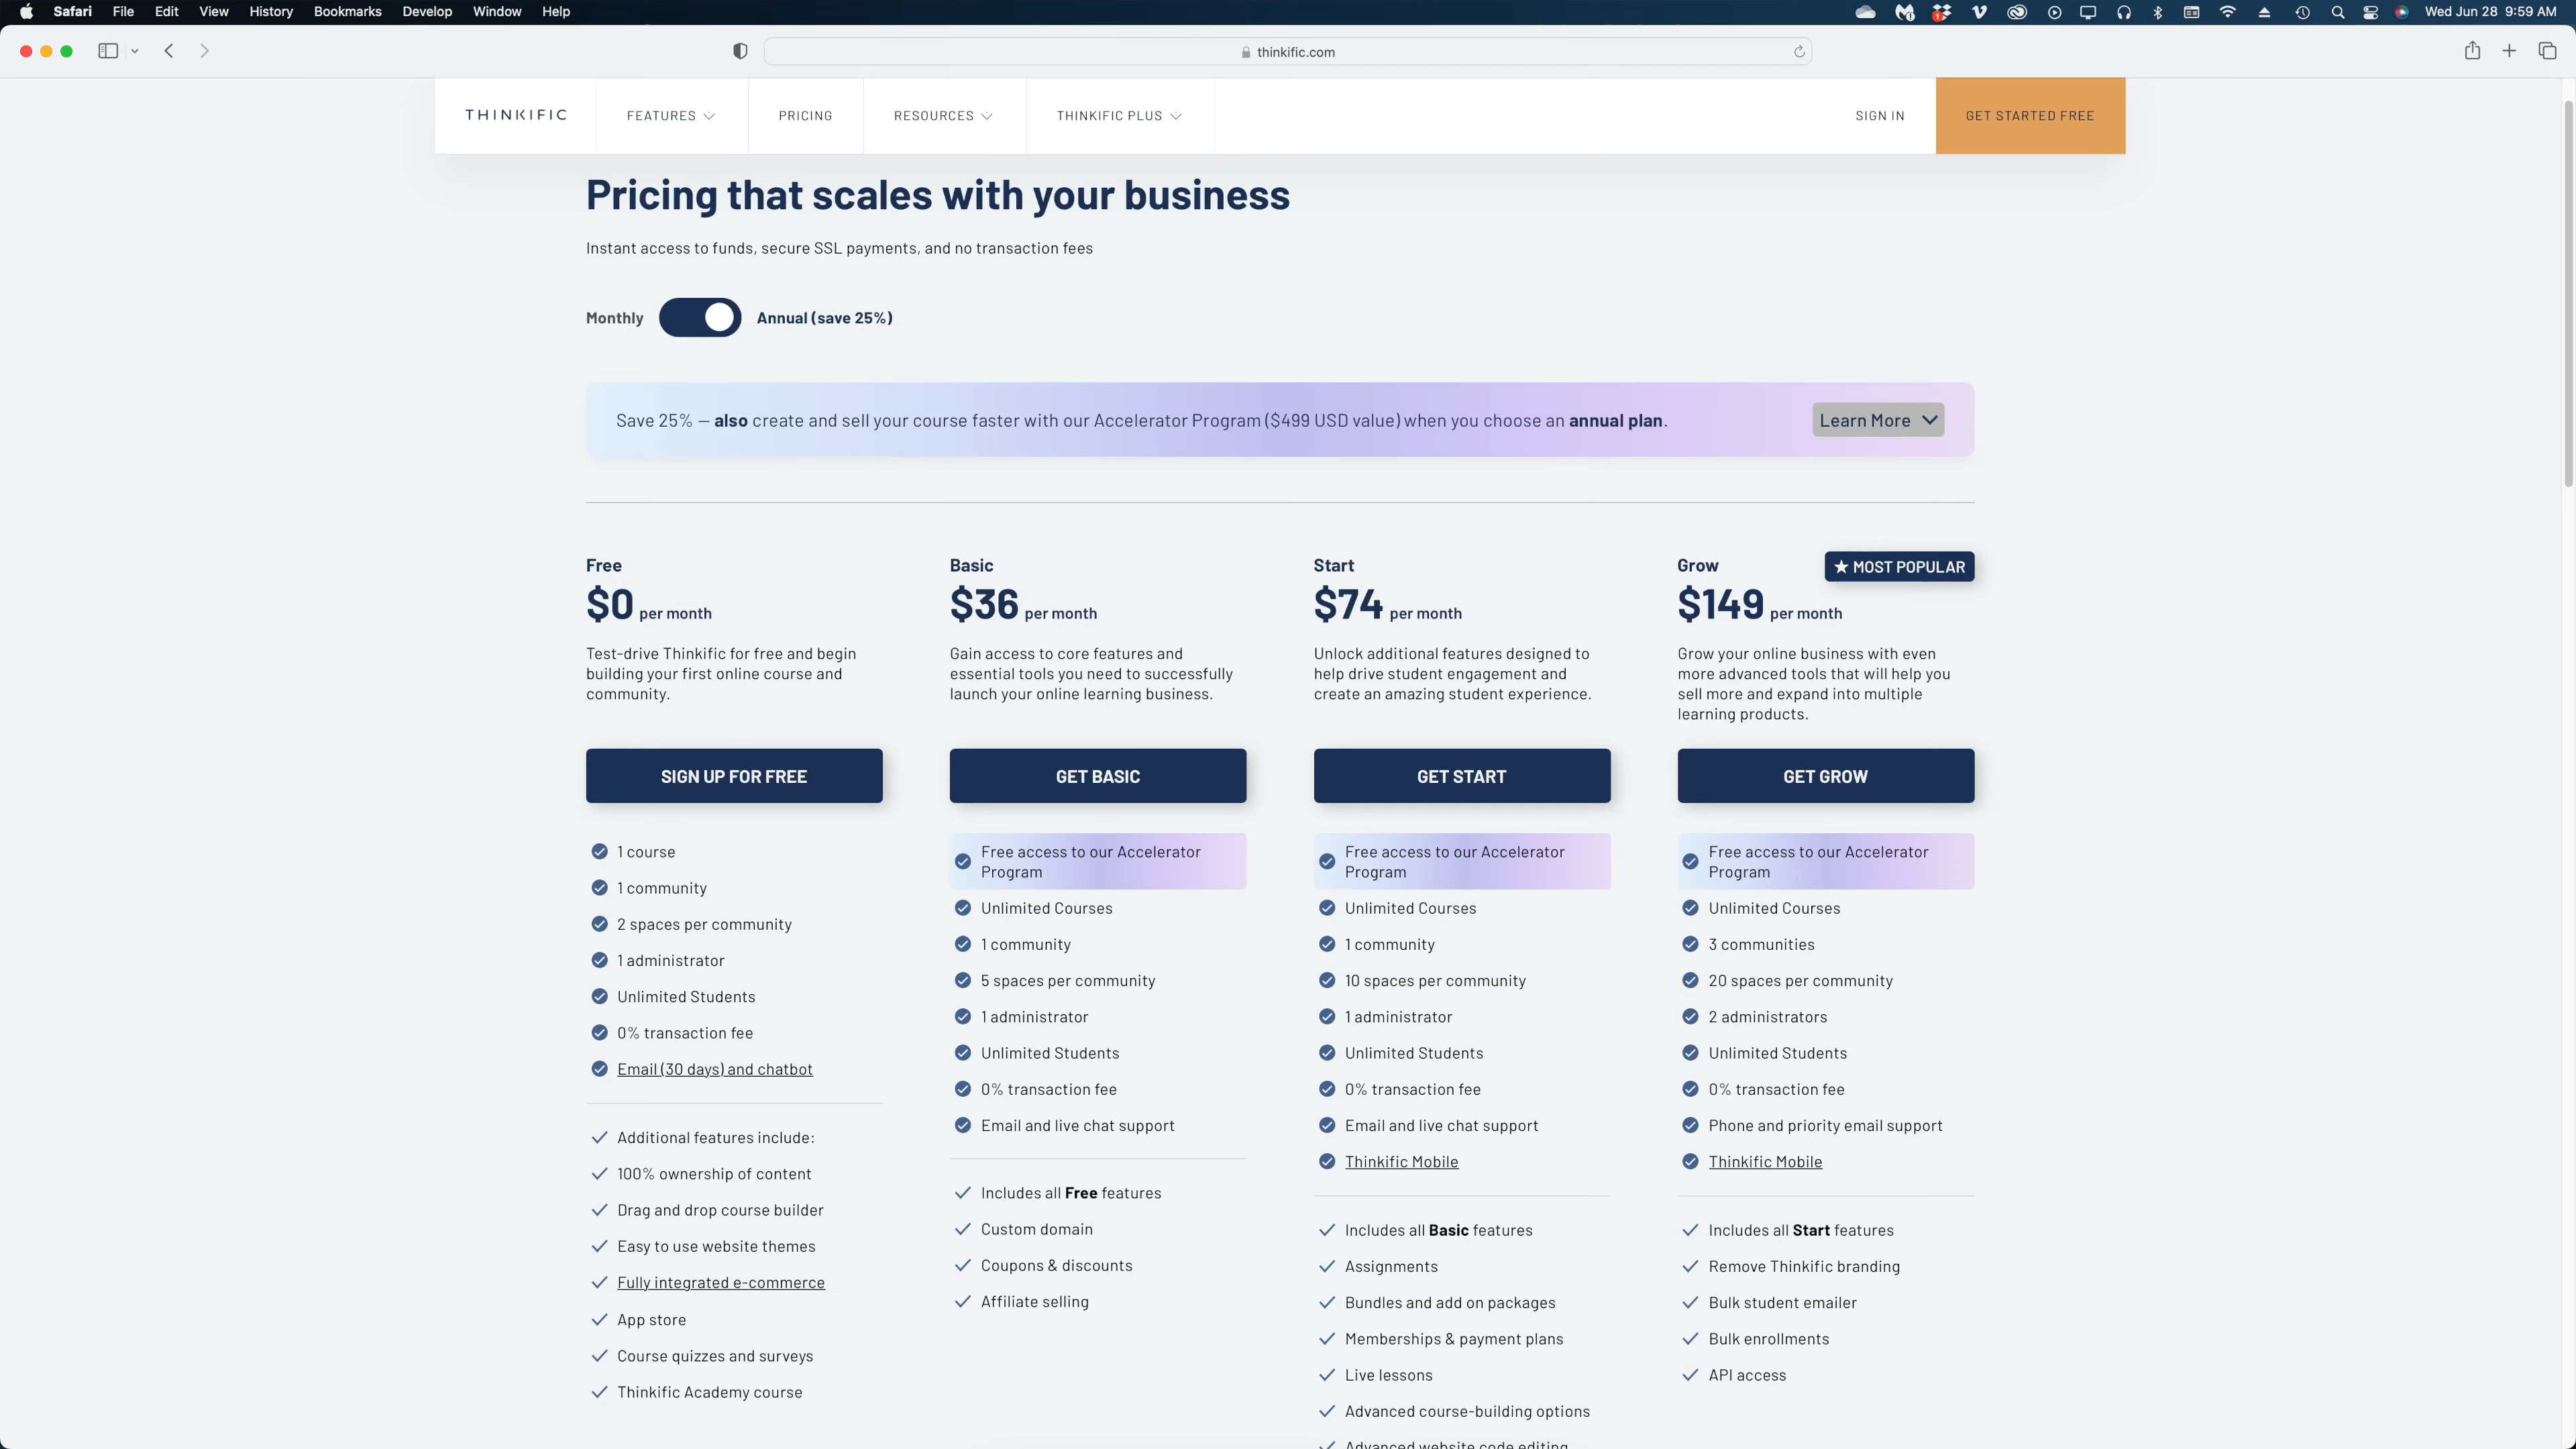 Safari File Edit View History Bookmarks Develop Window Help
Wed Jun 28 9:59 AM
thinkific.com
THINKIFIC
FEATURES
PRICING
RESOURCES
THINKIFIC PLUS
SIGN IN
GET STARTED FREE
Pricing that scales with your business
Instant access to funds, secure SSL payments, and no transaction fees
Monthly
Annual (save 25%)
Save 25% — also create and sell your course faster with our Accelerator Program ($499 USD value) when you choose an annual plan.
Learn More
Free
$0 per month
Test-drive Thinkific for free and begin
building your first online course and
community.
SIGN UP FOR FREE
1 course
1 community
2 spaces per community
1 administrator
Unlimited Students
0% transaction fee
Email (30 days) and chatbot
Additional features include:
100% ownership of content
Drag and drop course builder
Easy to use website themes
Fully integrated e-commerce
App store
Course quizzes and surveys
Thinkific Academy course
Basic
$36 per month
Gain access to core features and
essential tools you need to successfully
launch your online learning business.
GET BASIC
Free access to our Accelerator
Program
Unlimited Courses
1 community
5 spaces per community
1 administrator
Unlimited Students
0% transaction fee
Email and live chat support
Includes all Free features
Custom domain
Coupons & discounts
Affiliate selling
Start
$74 per month
Unlock additional features designed to
help drive student engagement and
create an amazing student experience.
GET START
Free access to our Accelerator
Program
Unlimited Courses
1 community
10 spaces per community
1 administrator
Unlimited Students
0% transaction fee
Email and live chat support
Thinkific Mobile
Includes all Basic features
Assignments
Bundles and add on packages
Memberships & payment plans
Live lessons
Advanced course-building options
Advanced website code editing
Grow
★ MOST POPULAR
$149 per month
Grow your online business with even
more advanced tools that will help you
sell more and expand into multiple
learning products.
GET GROW
Free access to our Accelerator
Program
Unlimited Courses
3 communities
20 spaces per community
2 administrators
Unlimited Students
0% transaction fee
Phone and priority email support
Thinkific Mobile
Includes all Start features
Remove Thinkific branding
Bulk student emailer
Bulk enrollments
API access